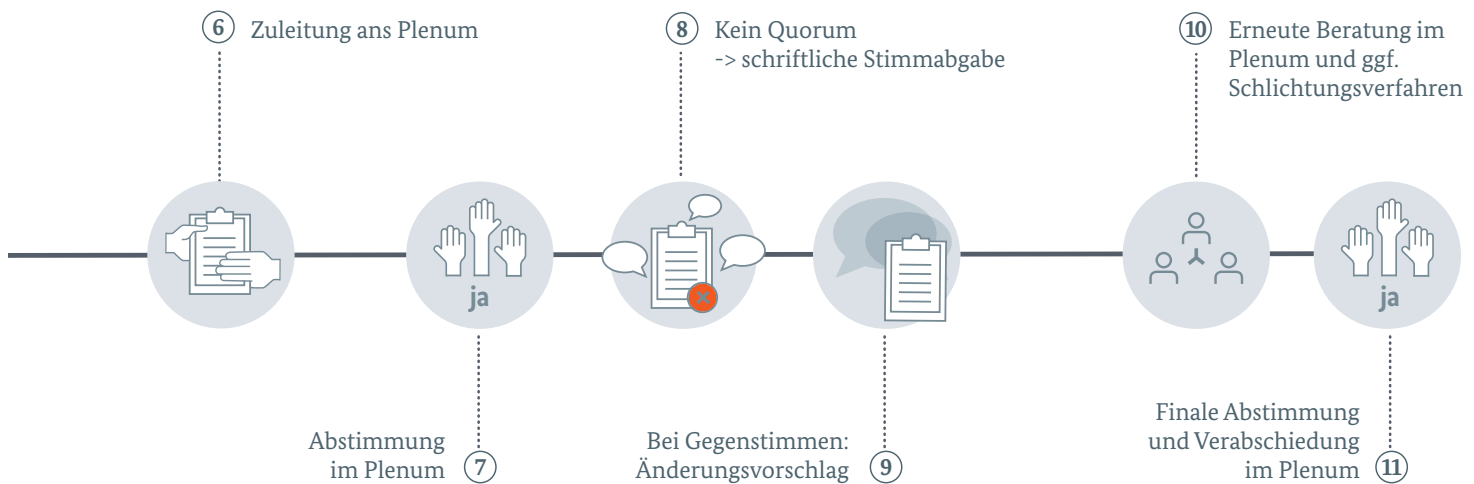 6 Zuleitung ans Plenum
ja
Abstimmung
im Plenum 7
8 Kein Quorum
-> schriftliche Stimmabgabe
Bei Gegenstimmen:
Änderungsvorschlag 9
10 Erneute Beratung im
Plenum und ggf.
Schlichtungsverfahren
ja
Finale Abstimmung
und Verabschiedung
im Plenum 11